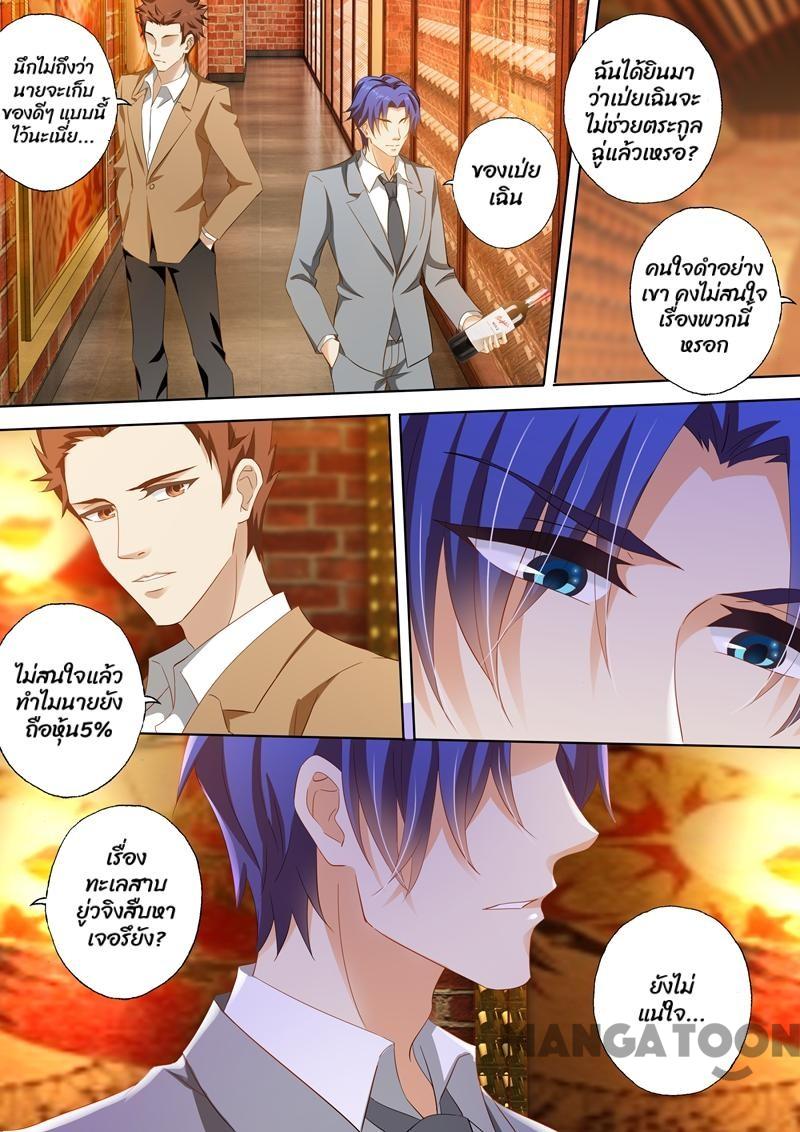 นึกไม่ถึงว่า
นายจะเก็บ
ของดีๆ แบบนี้
ไว้นะเนี่ย...
ของเป่ย
เฉิน
ฉันได้ยินมา
ว่าเป่ยเฉินจะ
ไม่ช่วยตระกูล
ฉู่แล้วเหรอ?
คนใจดำอย่าง
เขา คงไม่สนใจ
เรื่องพวกนี้
หรอก
ไม่สนใจแล้ว
ทำไมนายยัง
ถือหุ้น5%
เรื่อง
ทะเลสาบ
ยู่วจิงสืบหา
เจอรึยัง?
ยังไม่
แน่ใจ...
MANGATOON